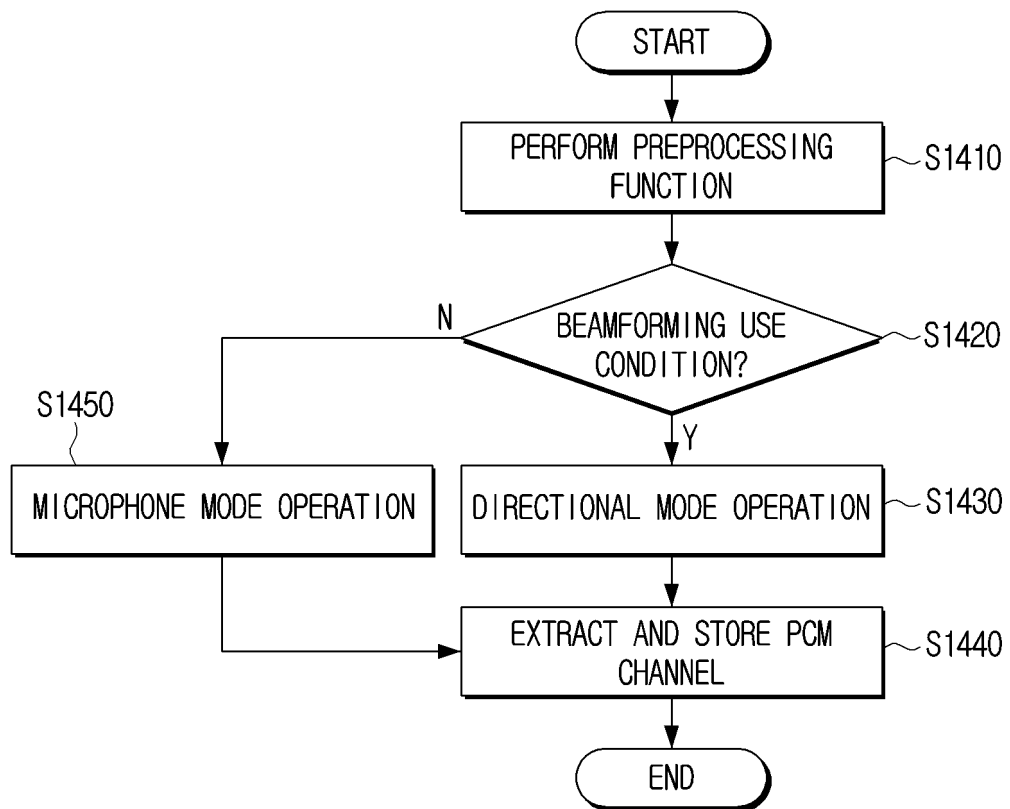 START
PERFORM PREPROCESSING
FUNCTION
S1410
N
BEAMFORMING USE
CONDITION?
S1420
S1450
Y
MICROPHONE MODE OPERATION
DIRECTIONAL MODE OPERATION
S1430
EXTRACT AND STORE PCM
CHANNEL
S1440
END